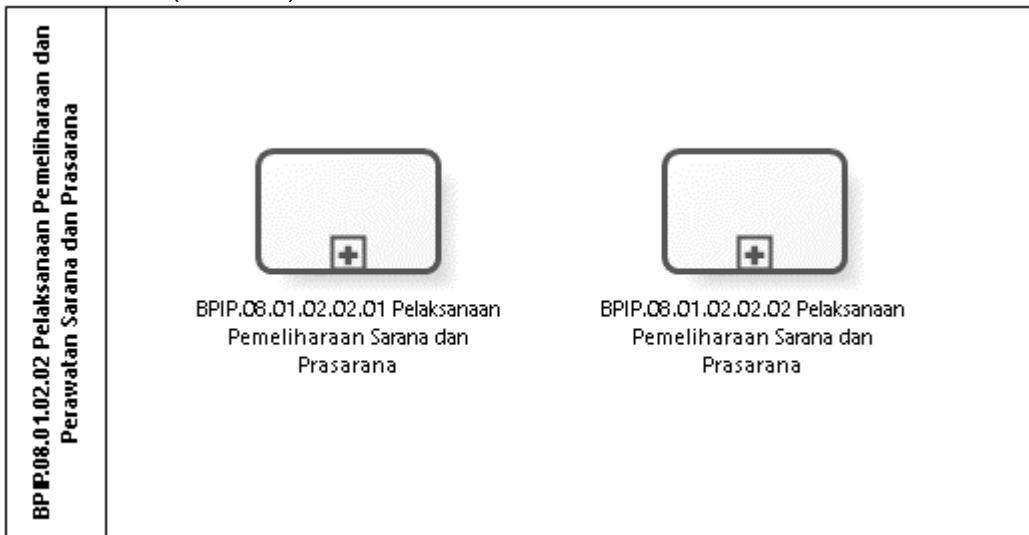 BPIP.08.01.02.02 Pelaksanaan Pemeliharaan dan
Perawatan Sarana dan Prasarana
BPIP.08.01.02.02.01 Pelaksanaan
Pemeliharaan Sarana dan
Prasarana
BPIP.08.01.02.02.02 Pelaksanaan
Pemeliharaan Sarana dan
Prasarana